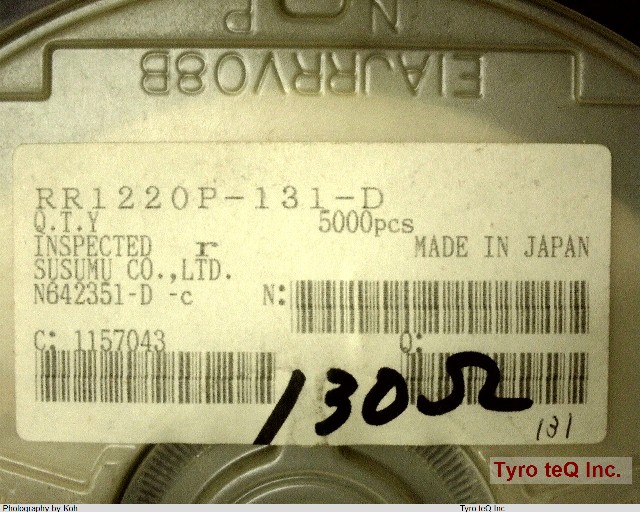 N P
EIAJRRV08B
RR1220P-131-D
Q.T.Y 5000pcs
INSPECTED r MADE IN JAPAN
SUSUMU CO.,LTD.
N642351-D -c N:
C: 1157043 Q:
130Ω
131
Tyro teQ Inc.
Photography by Koh Tyro teQ Inc